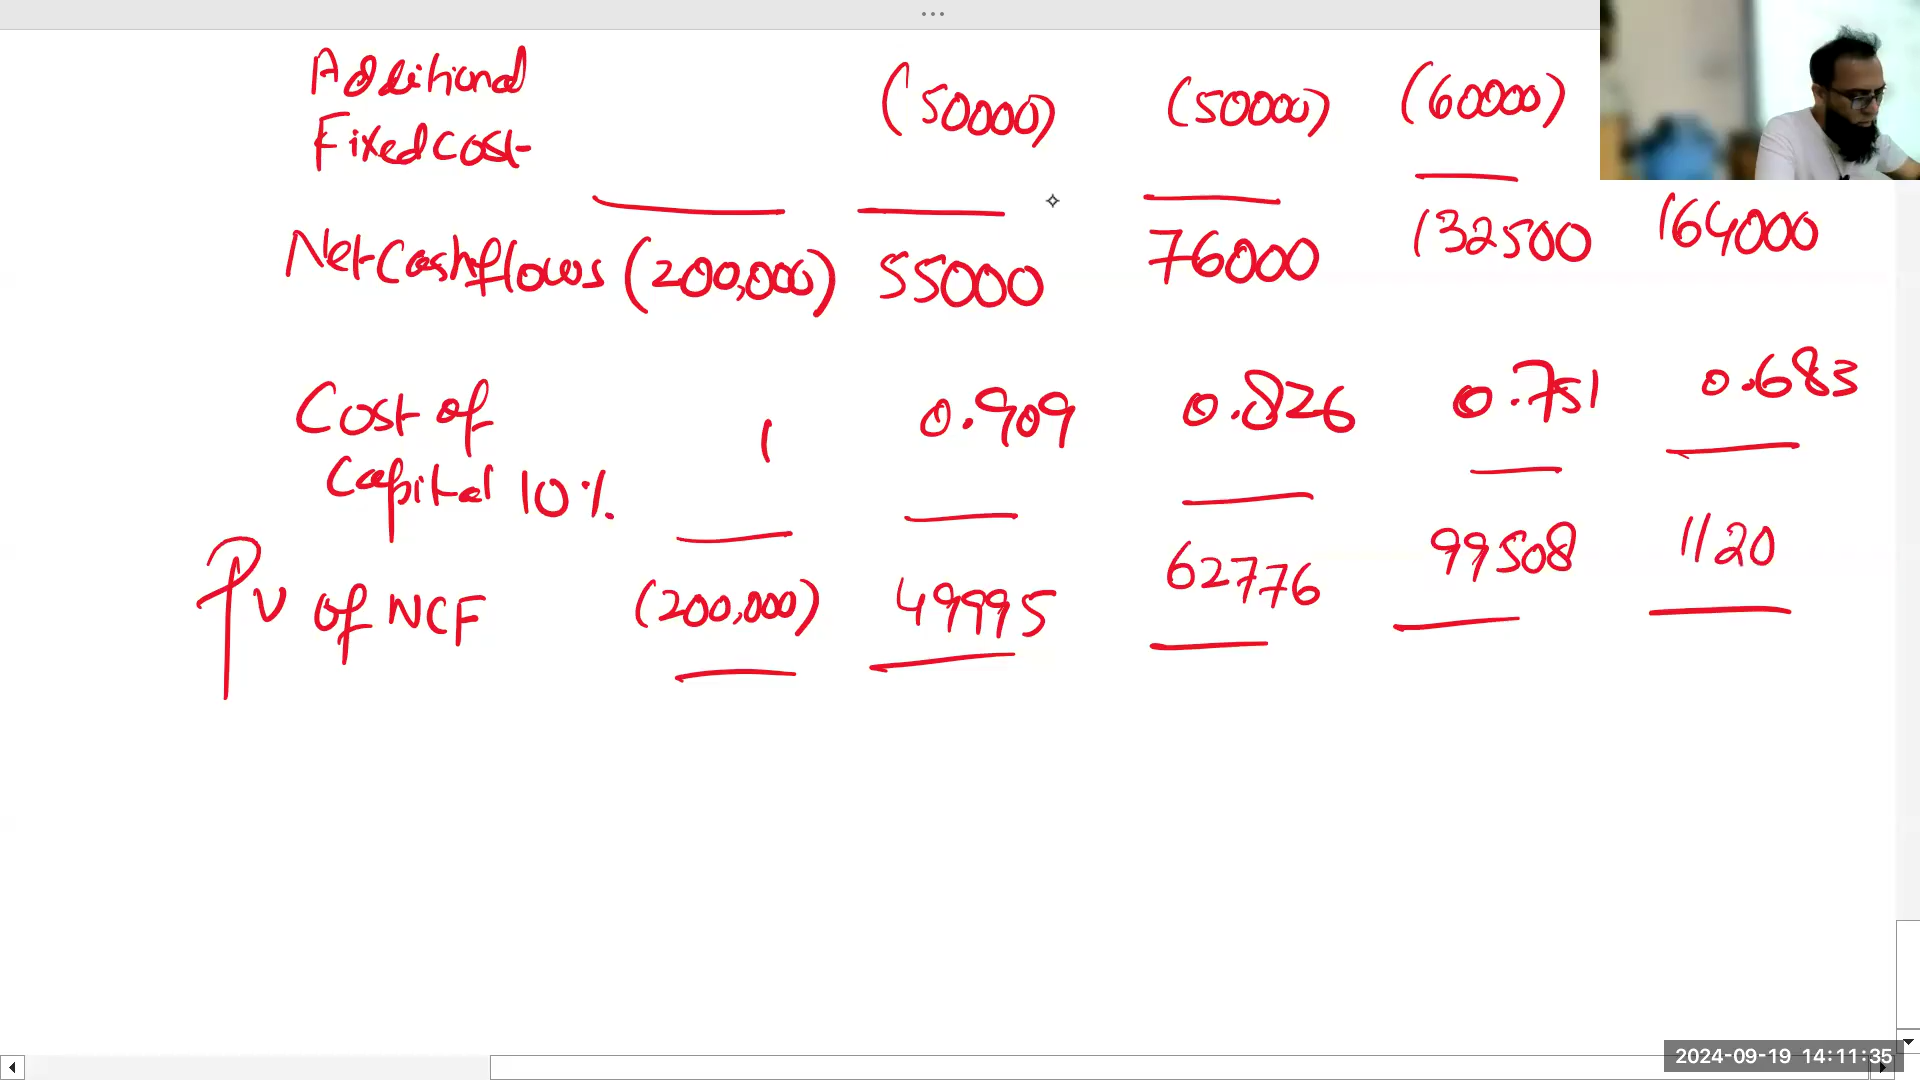 Additional
Fixed cost (50000) (50000) (60000)
Net Cashflows (200,000) 55000 76000 132500 164000
Cost of
Capital 10% 1 0.909 0.826 0.751 0.683
PV of NCF (200,000) 49995 62776 99508 1120
2024-09-19 14:11:35